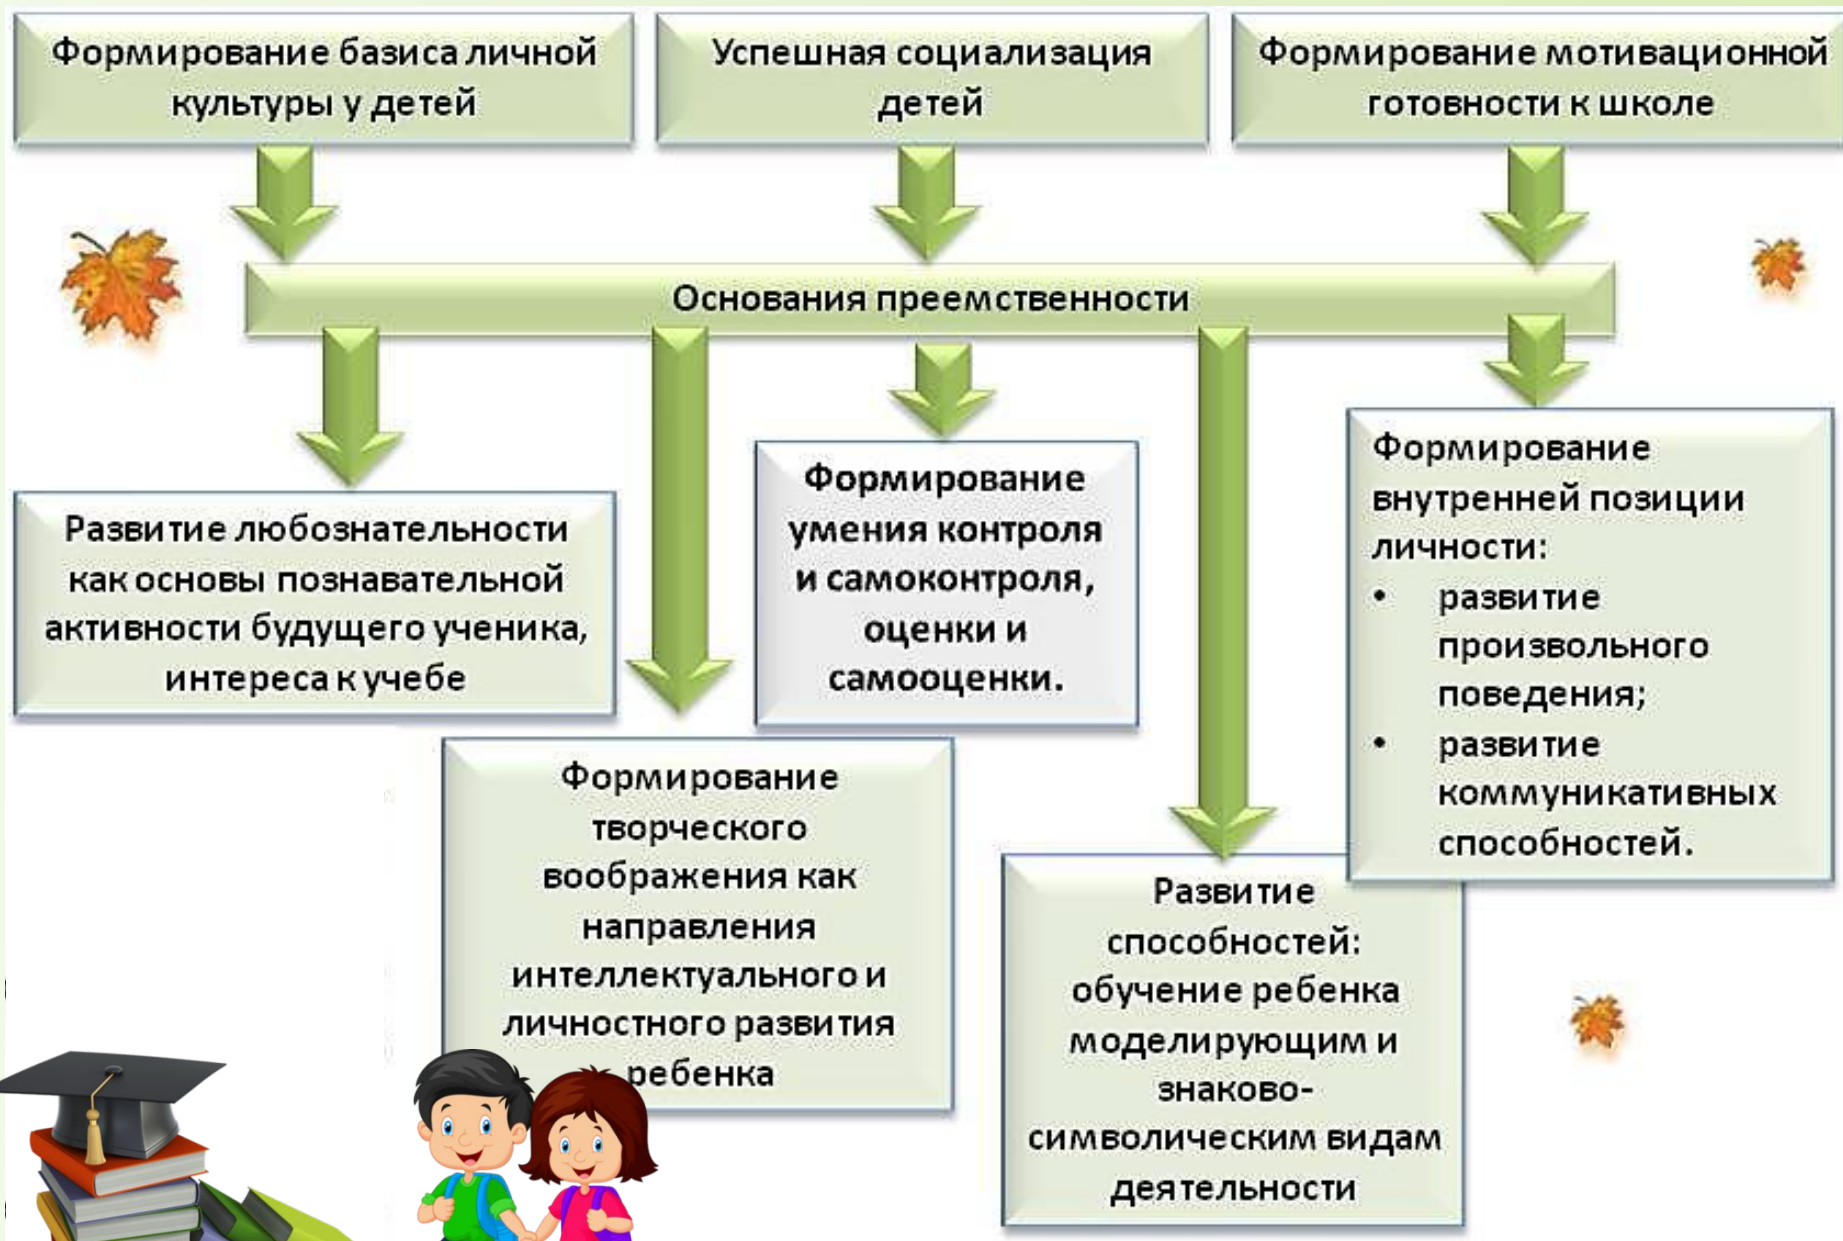 Формирование базиса личной
культуры у детей
Успешная социализация
детей
Формирование мотивационной
готовности к школе
Основания преемственности
Развитие любознательности
как основы познавательной
активности будущего ученика,
интереса к учебе
Формирование
творческого
воображения как
направления
интеллектуального и
личностного развития
ребенка
Формирование
умения контроля
и самоконтроля,
оценки и
самооценки.
Развитие
способностей:
обучение ребенка
моделирующим и
знаково-
символическим видам
деятельности
Формирование
внутренней позиции
личности:
• развитие
произвольного
поведения;
• развитие
коммуникативных
способностей.